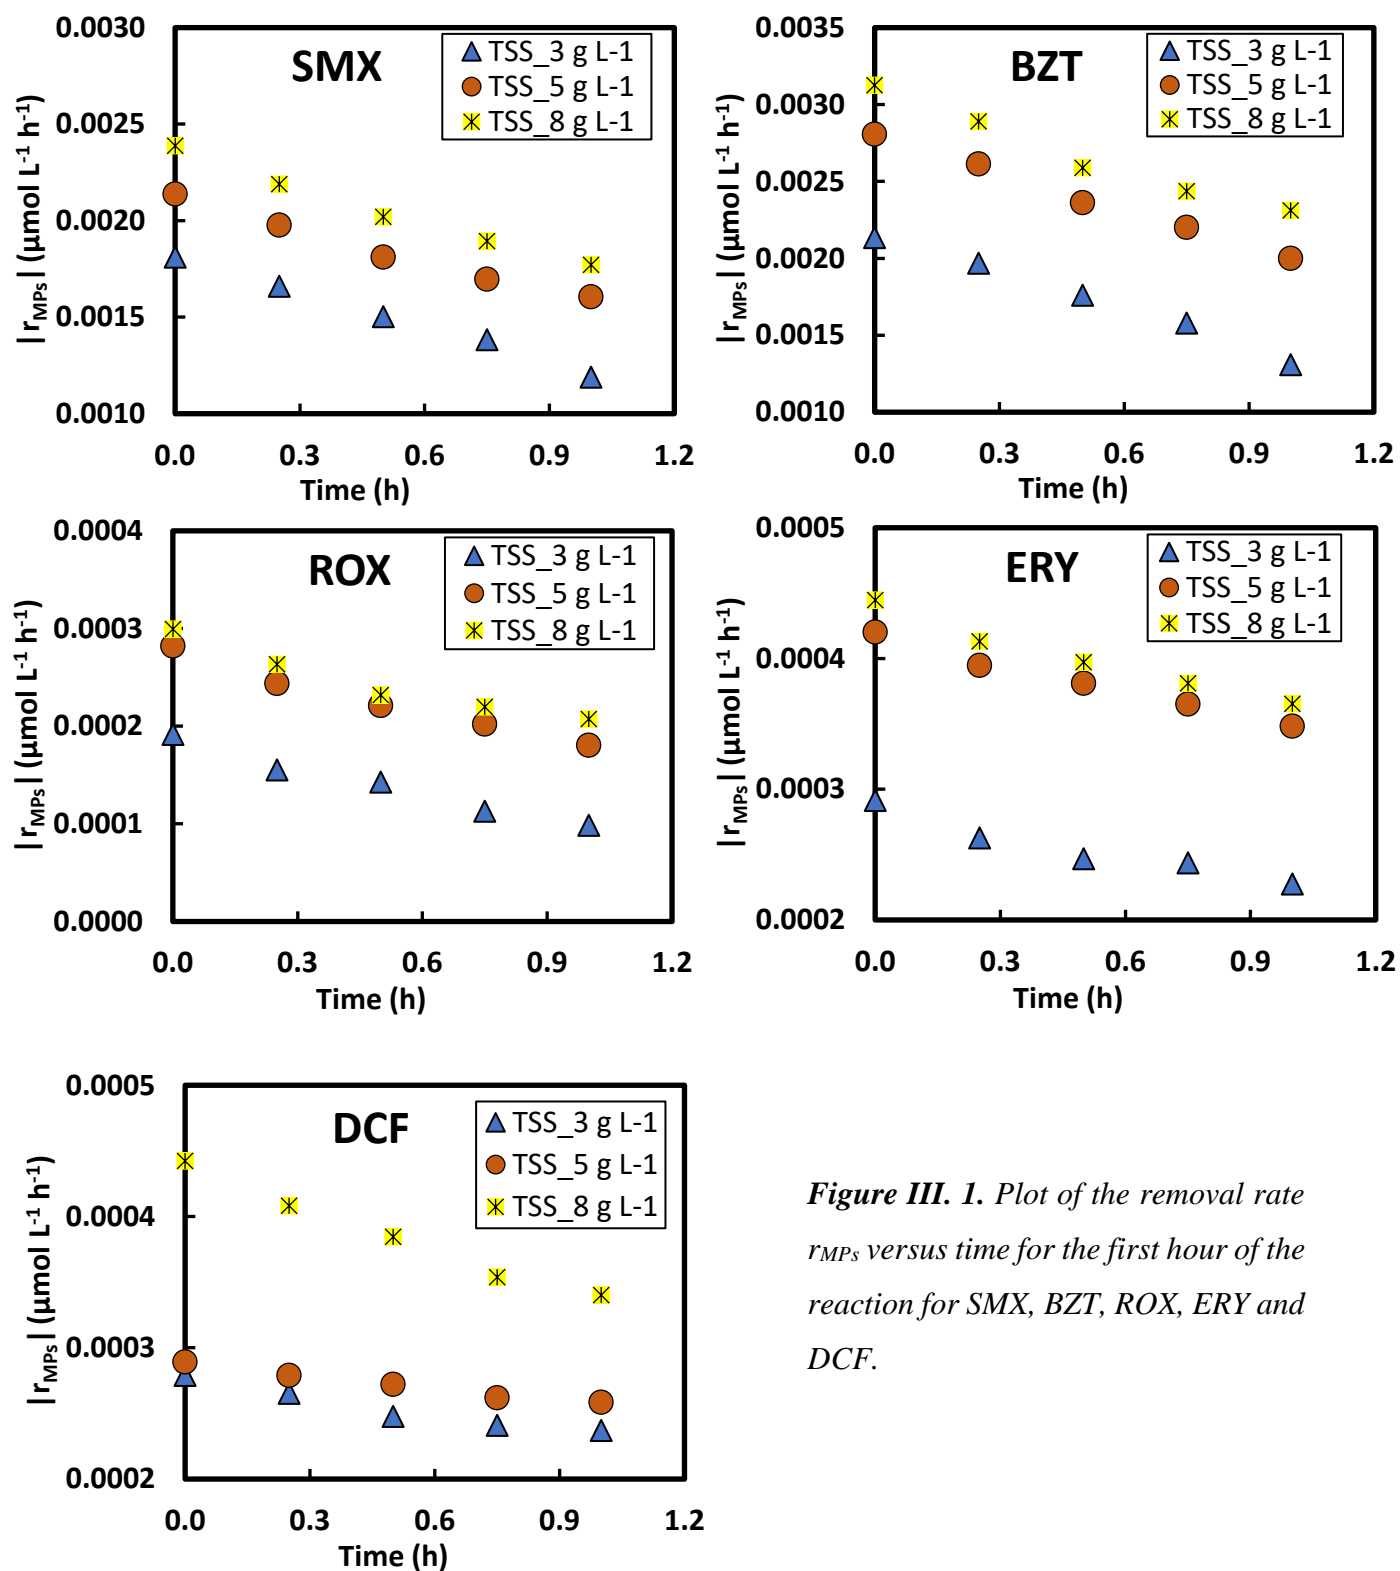 SMX
TSS_3 g L-1
TSS_5 g L-1
TSS_8 g L-1
0.0030
0.0025
0.0020
0.0015
0.0010
|rMPs| (µmol L-1 h-1)
0.0 0.3 0.6 0.9 1.2
Time (h)
BZT
TSS_3 g L-1
TSS_5 g L-1
TSS_8 g L-1
0.0035
0.0030
0.0025
0.0020
0.0015
0.0010
|rMPs| (µmol L-1 h-1)
0.0 0.3 0.6 0.9 1.2
Time (h)
ROX
TSS_3 g L-1
TSS_5 g L-1
TSS_8 g L-1
0.0004
0.0003
0.0002
0.0001
0.0000
|rMPs| (µmol L-1 h-1)
0.0 0.3 0.6 0.9 1.2
Time (h)
ERY
TSS_3 g L-1
TSS_5 g L-1
TSS_8 g L-1
0.0005
0.0004
0.0003
0.0002
|rMPs| (µmol L-1 h-1)
0.0 0.3 0.6 0.9 1.2
Time (h)
DCF
TSS_3 g L-1
TSS_5 g L-1
TSS_8 g L-1
0.0005
0.0004
0.0003
0.0002
|rMPs| (µmol L-1 h-1)
0.0 0.3 0.6 0.9 1.2
Time (h)
Figure III. 1. Plot of the removal rate
rMPs versus time for the first hour of the
reaction for SMX, BZT, ROX, ERY and
DCF.